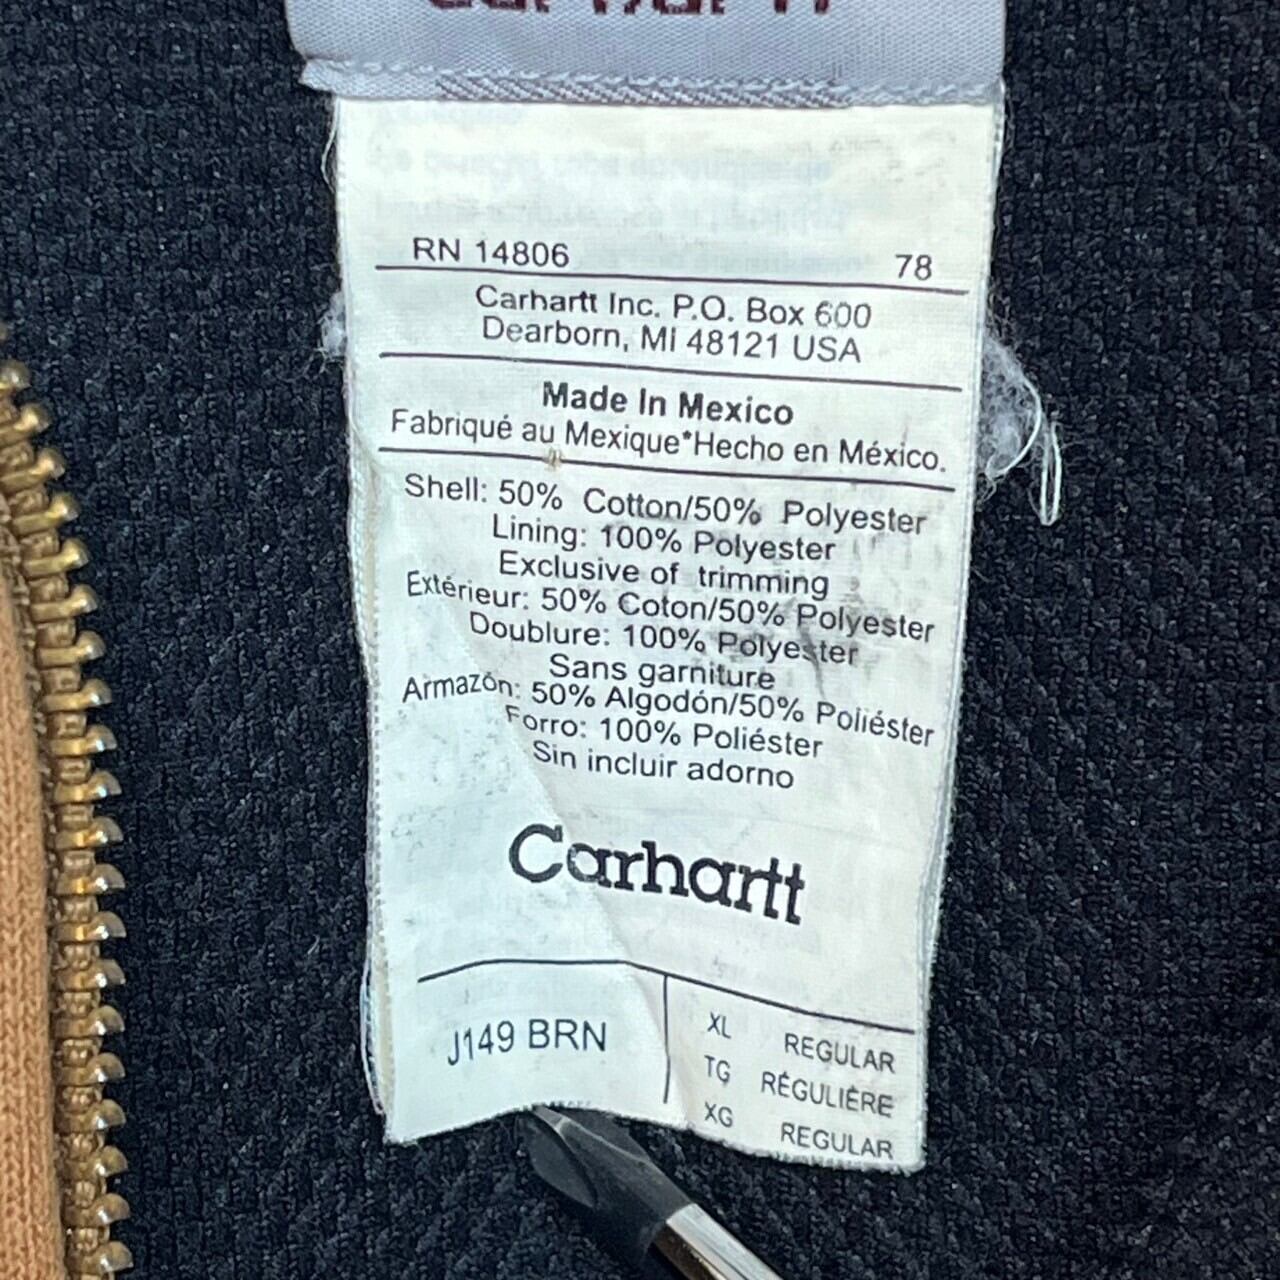 RN 14806 78
Carhartt Inc. P.O. Box 600
Dearborn, MI 48121 USA
Made In Mexico
Fabriqué au Mexique*Hecho en México.
Shell: 50% Cotton/50% Polyester
Lining: 100% Polyester
Exclusive of trimming
Extérieur: 50% Coton/50% Polyester
Doublure: 100% Polyester
Sans garniture
Armazón: 50% Algodón/50% Poliéster
Forro: 100% Poliéster
Sin incluir adorno
Carhartt
J149 BRN
XL REGULAR
TG RÉGULIÈRE
XG REGULAR